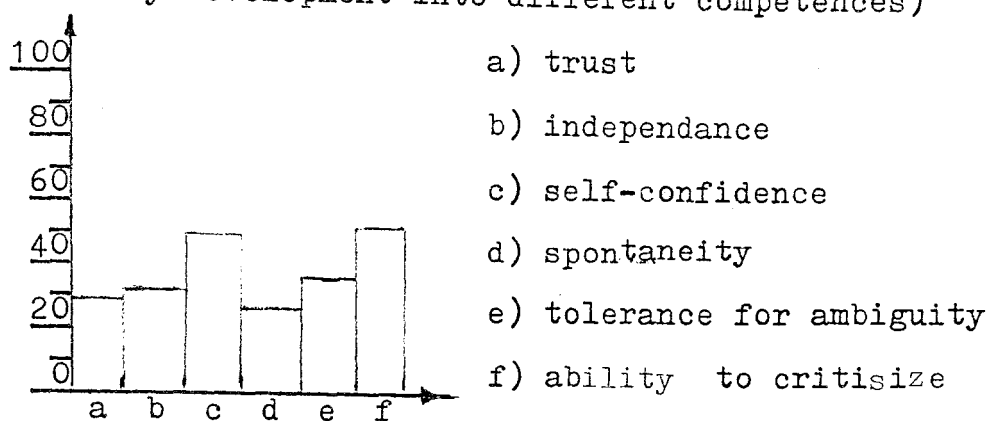 development into different competences)
100
80
60
40
20
0
a b c d e f
a) trust
b) independance
c) self-confidence
d) spontaneity
e) tolerance for ambiguity
f) ability to critisize